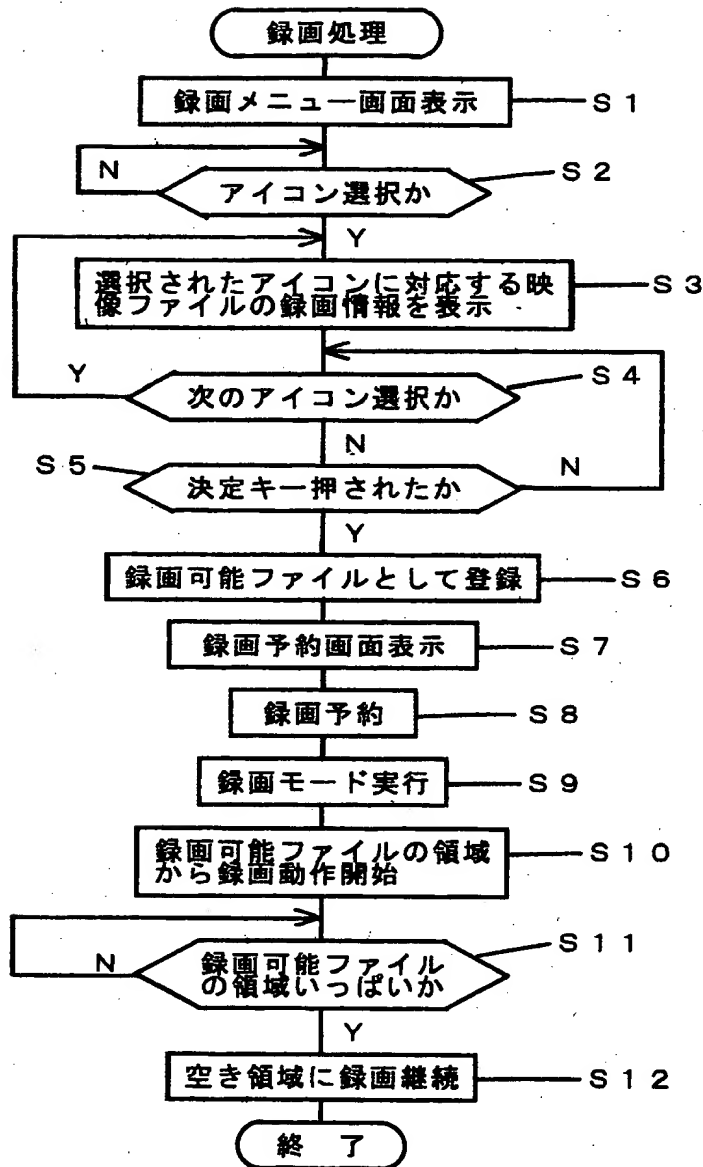 録画処理
録画メニュー画面表示
S1
N
アイコン選択か
S2
Y
選択されたアイコンに対応する映
像ファイルの録画情報を表示
S3
Y
次のアイコン選択か
S4
N
S5
決定キー押されたか
N
Y
録画可能ファイルとして登録
S6
録画予約画面表示
S7
録画予約
S8
録画モード実行
S9
録画可能ファイルの領域
から録画動作開始
S10
N
録画可能ファイル
の領域いっぱいか
S11
Y
空き領域に録画継続
S12
終 了